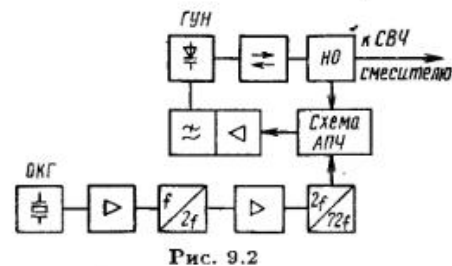 ГУН
НО
к СВЧ
смесителю
Схема
АПЧ
ОКГ
f/2f
2f/72f
Рис. 9.2